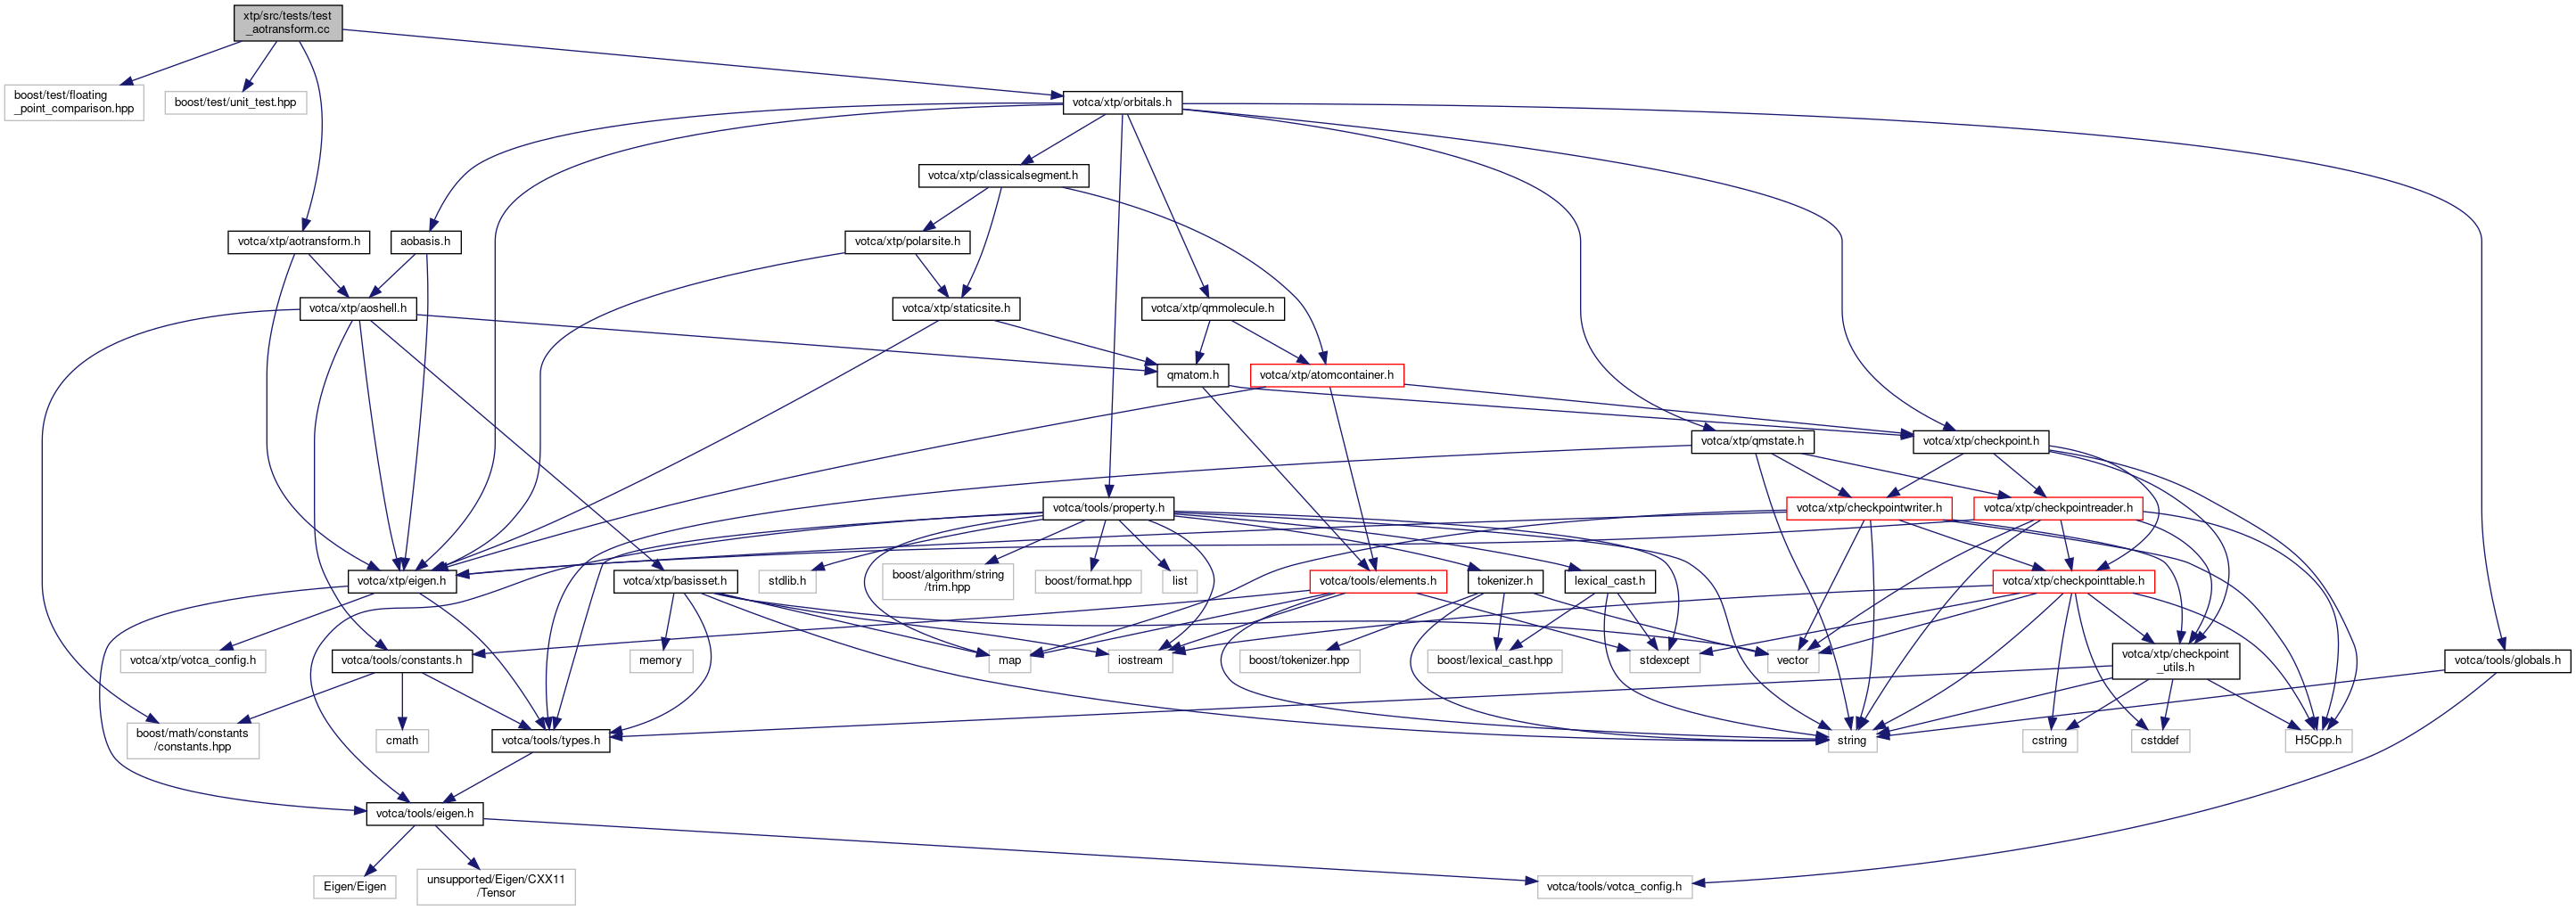 xtp/src/tests/test
_aotransform.cc
boost/test/floating
_point_comparison.hpp
boost/test/unit_test.hpp
votca/xtp/orbitals.h
votca/xtp/classicalsegment.h
votca/xtp/aotransform.h
aobasis.h
votca/xtp/polarsite.h
votca/xtp/aoshell.h
votca/xtp/staticsite.h
votca/xtp/qmmolecule.h
qmatom.h
votca/xtp/atomcontainer.h
votca/xtp/qmstate.h
votca/xtp/checkpoint.h
votca/tools/property.h
votca/xtp/checkpointwriter.h
votca/xtp/checkpointreader.h
votca/xtp/eigen.h
votca/xtp/basisset.h
stdlib.h
boost/algorithm/string
/trim.hpp
boost/format.hpp
list
votca/tools/elements.h
tokenizer.h
lexical_cast.h
votca/xtp/checkpointtable.h
votca/xtp/votca_config.h
votca/tools/constants.h
memory
map
iostream
boost/tokenizer.hpp
boost/lexical_cast.hpp
stdexcept
vector
votca/xtp/checkpoint
_utils.h
votca/tools/globals.h
boost/math/constants
/constants.hpp
cmath
votca/tools/types.h
string
cstring
cstddef
H5Cpp.h
votca/tools/eigen.h
Eigen/Eigen
unsupported/Eigen/CXX11
/Tensor
votca/tools/votca_config.h